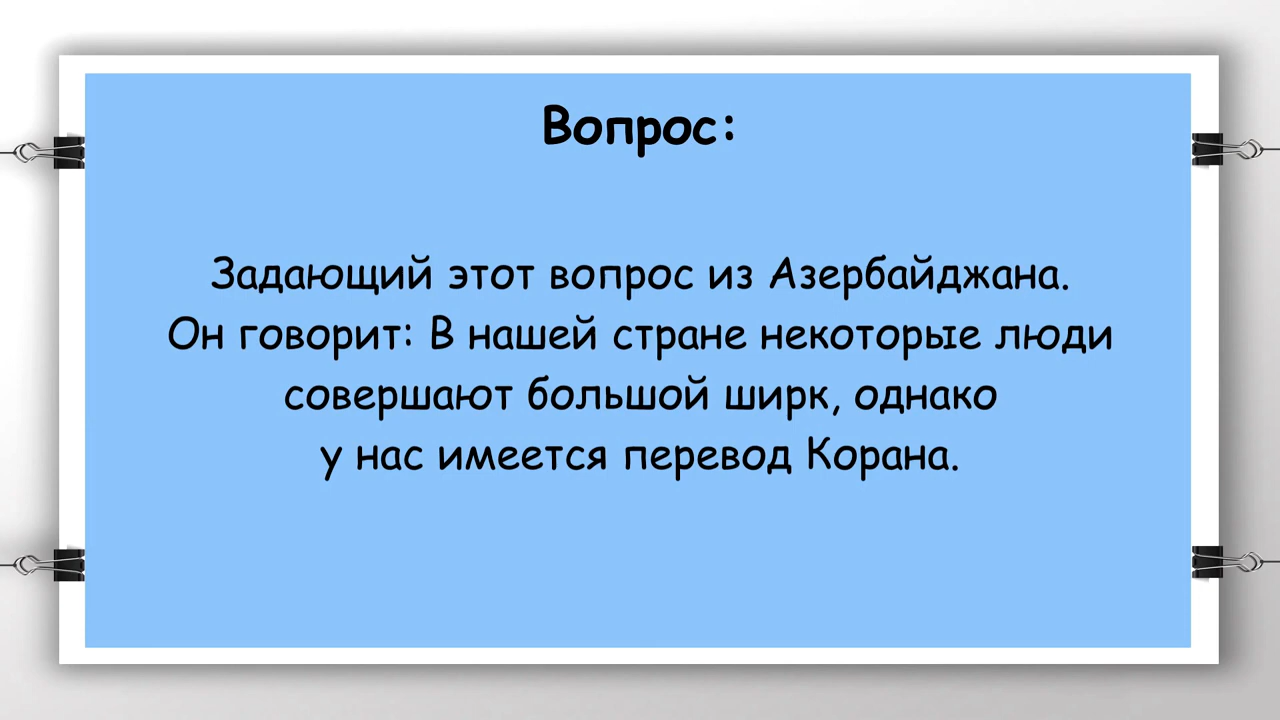 Вопрос:
Задающий этот вопрос из Азербайджана.
Он говорит: В нашей стране некоторые люди
совершают большой ширк, однако
у нас имеется перевод Корана.